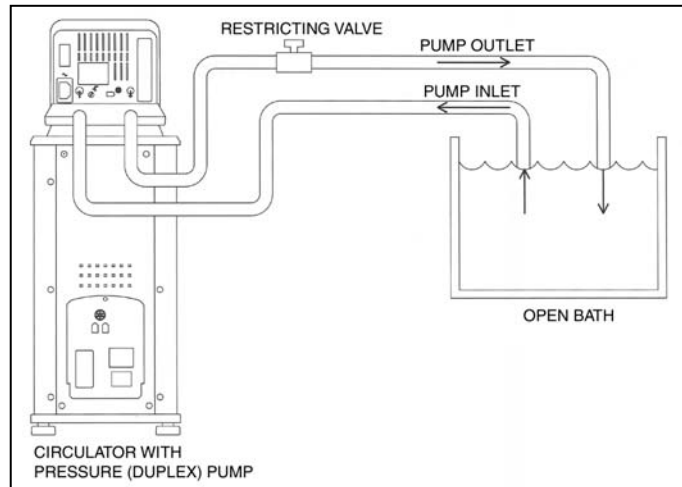 RESTRICTING VALVE
PUMP OUTLET
PUMP INLET
OPEN BATH
CIRCULATOR WITH
PRESSURE (DUPLEX) PUMP